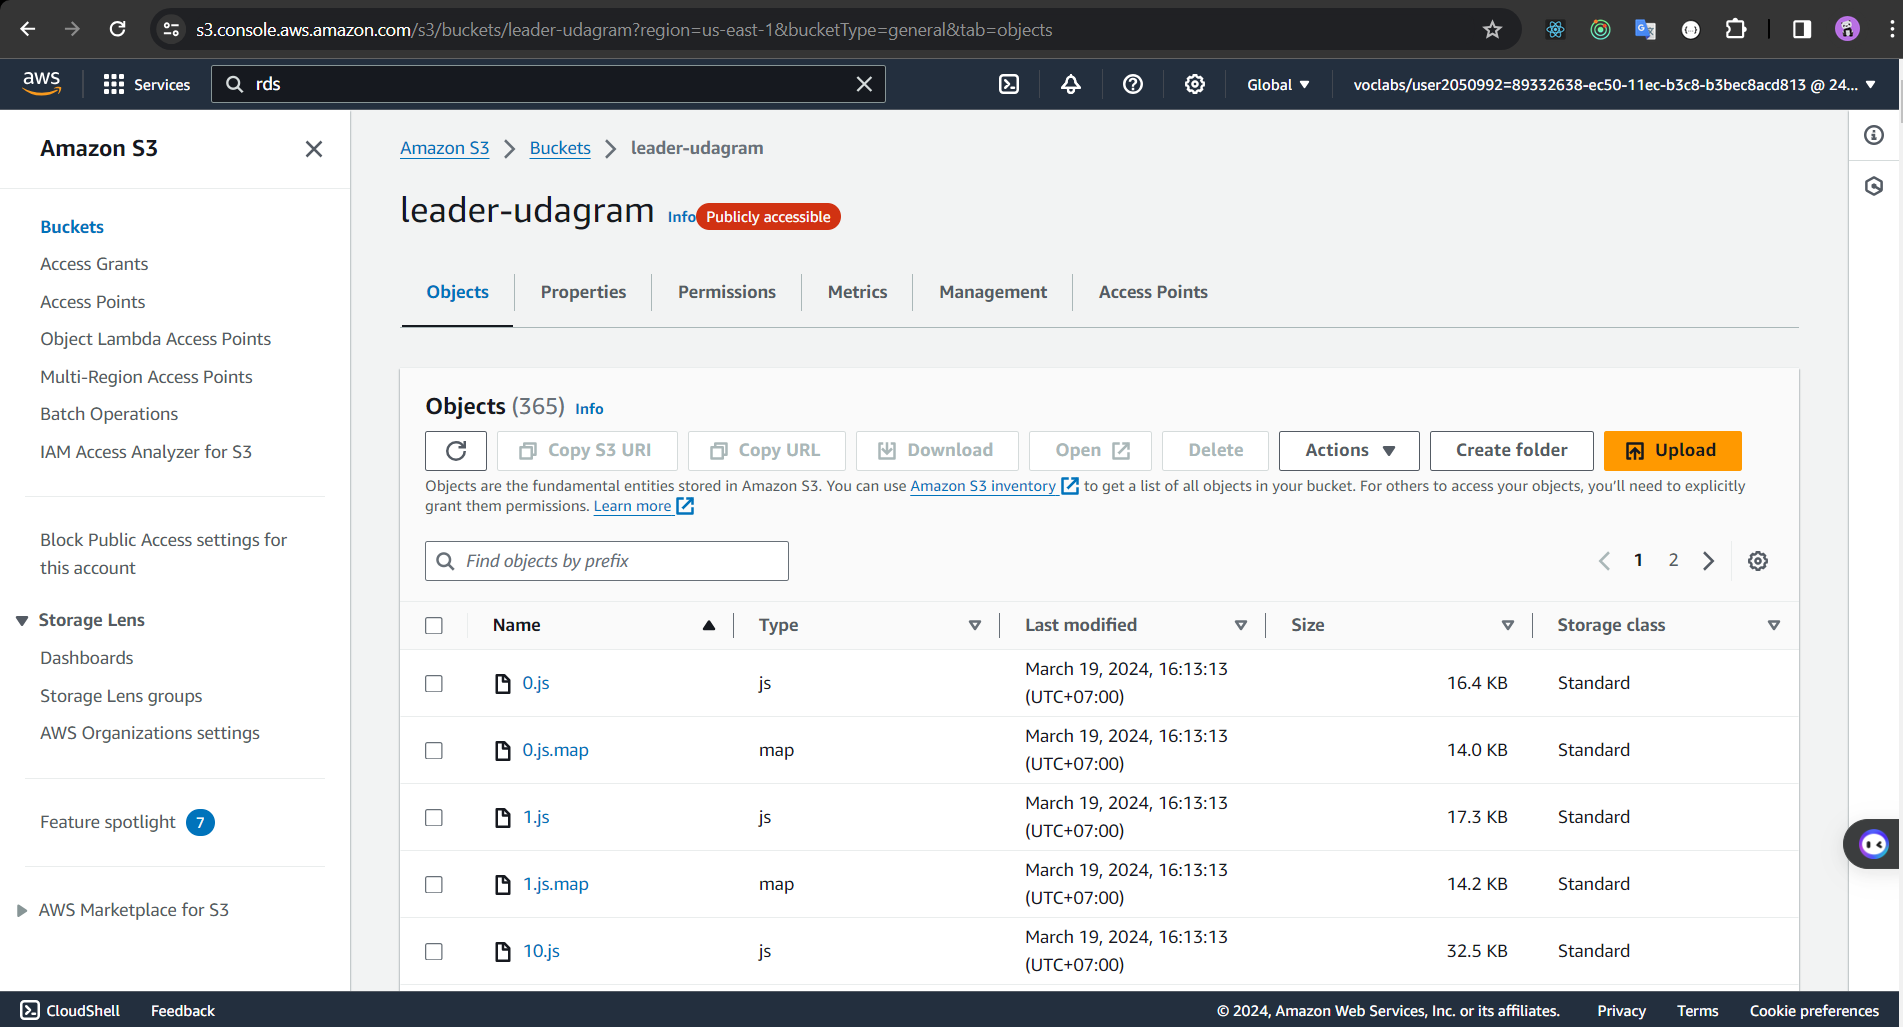 s3.console.aws.amazon.com/s3/buckets/leader-udagram?region=us-east-1&bucketType=general&tab=objects
aws
Services
rds
Global
voclabs/user2050992=89332638-ec50-11ec-b3c8-b3bec8acd813 @ 24...
Amazon S3
Buckets
Access Grants
Access Points
Object Lambda Access Points
Multi-Region Access Points
Batch Operations
IAM Access Analyzer for S3
Block Public Access settings for
this account
Storage Lens
Dashboards
Storage Lens groups
AWS Organizations settings
Feature spotlight 7
AWS Marketplace for S3
Amazon S3 Buckets leader-udagram
leader-udagram Info Publicly accessible
Objects Properties Permissions Metrics Management Access Points
Objects (365) Info
Copy S3 URI Copy URL Download Open Delete Actions Create folder Upload
Objects are the fundamental entities stored in Amazon S3. You can use Amazon S3 inventory to get a list of all objects in your bucket. For others to access your objects, you'll need to explicitly
grant them permissions. Learn more
Find objects by prefix
1 2
Name Type Last modified Size Storage class
0.js js March 19, 2024, 16:13:13 (UTC+07:00) 16.4 KB Standard
0.js.map map March 19, 2024, 16:13:13 (UTC+07:00) 14.0 KB Standard
1.js js March 19, 2024, 16:13:13 (UTC+07:00) 17.3 KB Standard
1.js.map map March 19, 2024, 16:13:13 (UTC+07:00) 14.2 KB Standard
10.js js March 19, 2024, 16:13:13 (UTC+07:00) 32.5 KB Standard
CloudShell Feedback © 2024, Amazon Web Services, Inc. or its affiliates. Privacy Terms Cookie preferences